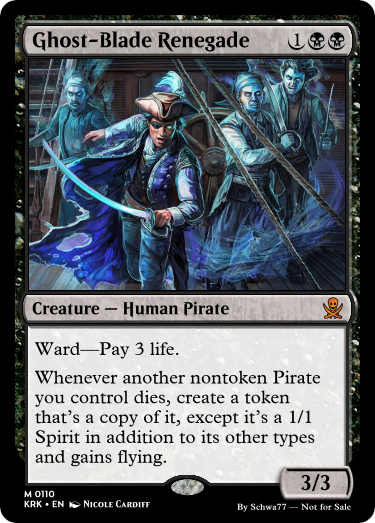 Ghost-Blade Renegade 1
Creature — Human Pirate
Ward—Pay 3 life.
Whenever another nontoken Pirate
you control dies, create a token
that's a copy of it, except it's a 1/1
Spirit in addition to its other types
and gains flying.
3/3
M 0110
KRK • EN Nicole Cardiff
By Schwa77 — Not for Sale